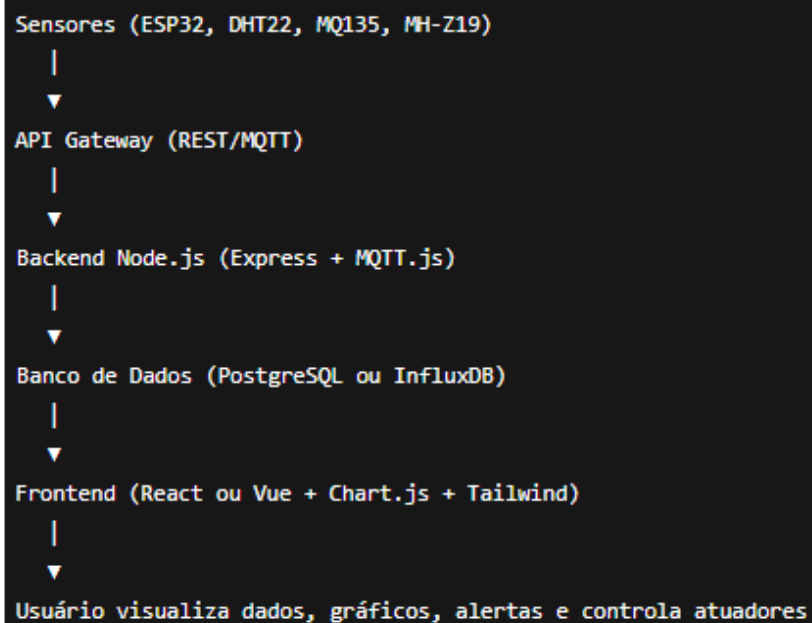 Sensores (ESP32, DHT22, MQ135, MH-Z19)
|
▼
API Gateway (REST/MQTT)
|
▼
Backend Node.js (Express + MQTT.js)
|
▼
Banco de Dados (PostgreSQL ou InfluxDB)
|
▼
Frontend (React ou Vue + Chart.js + Tailwind)
|
▼
Usuário visualiza dados, gráficos, alertas e controla atuadores